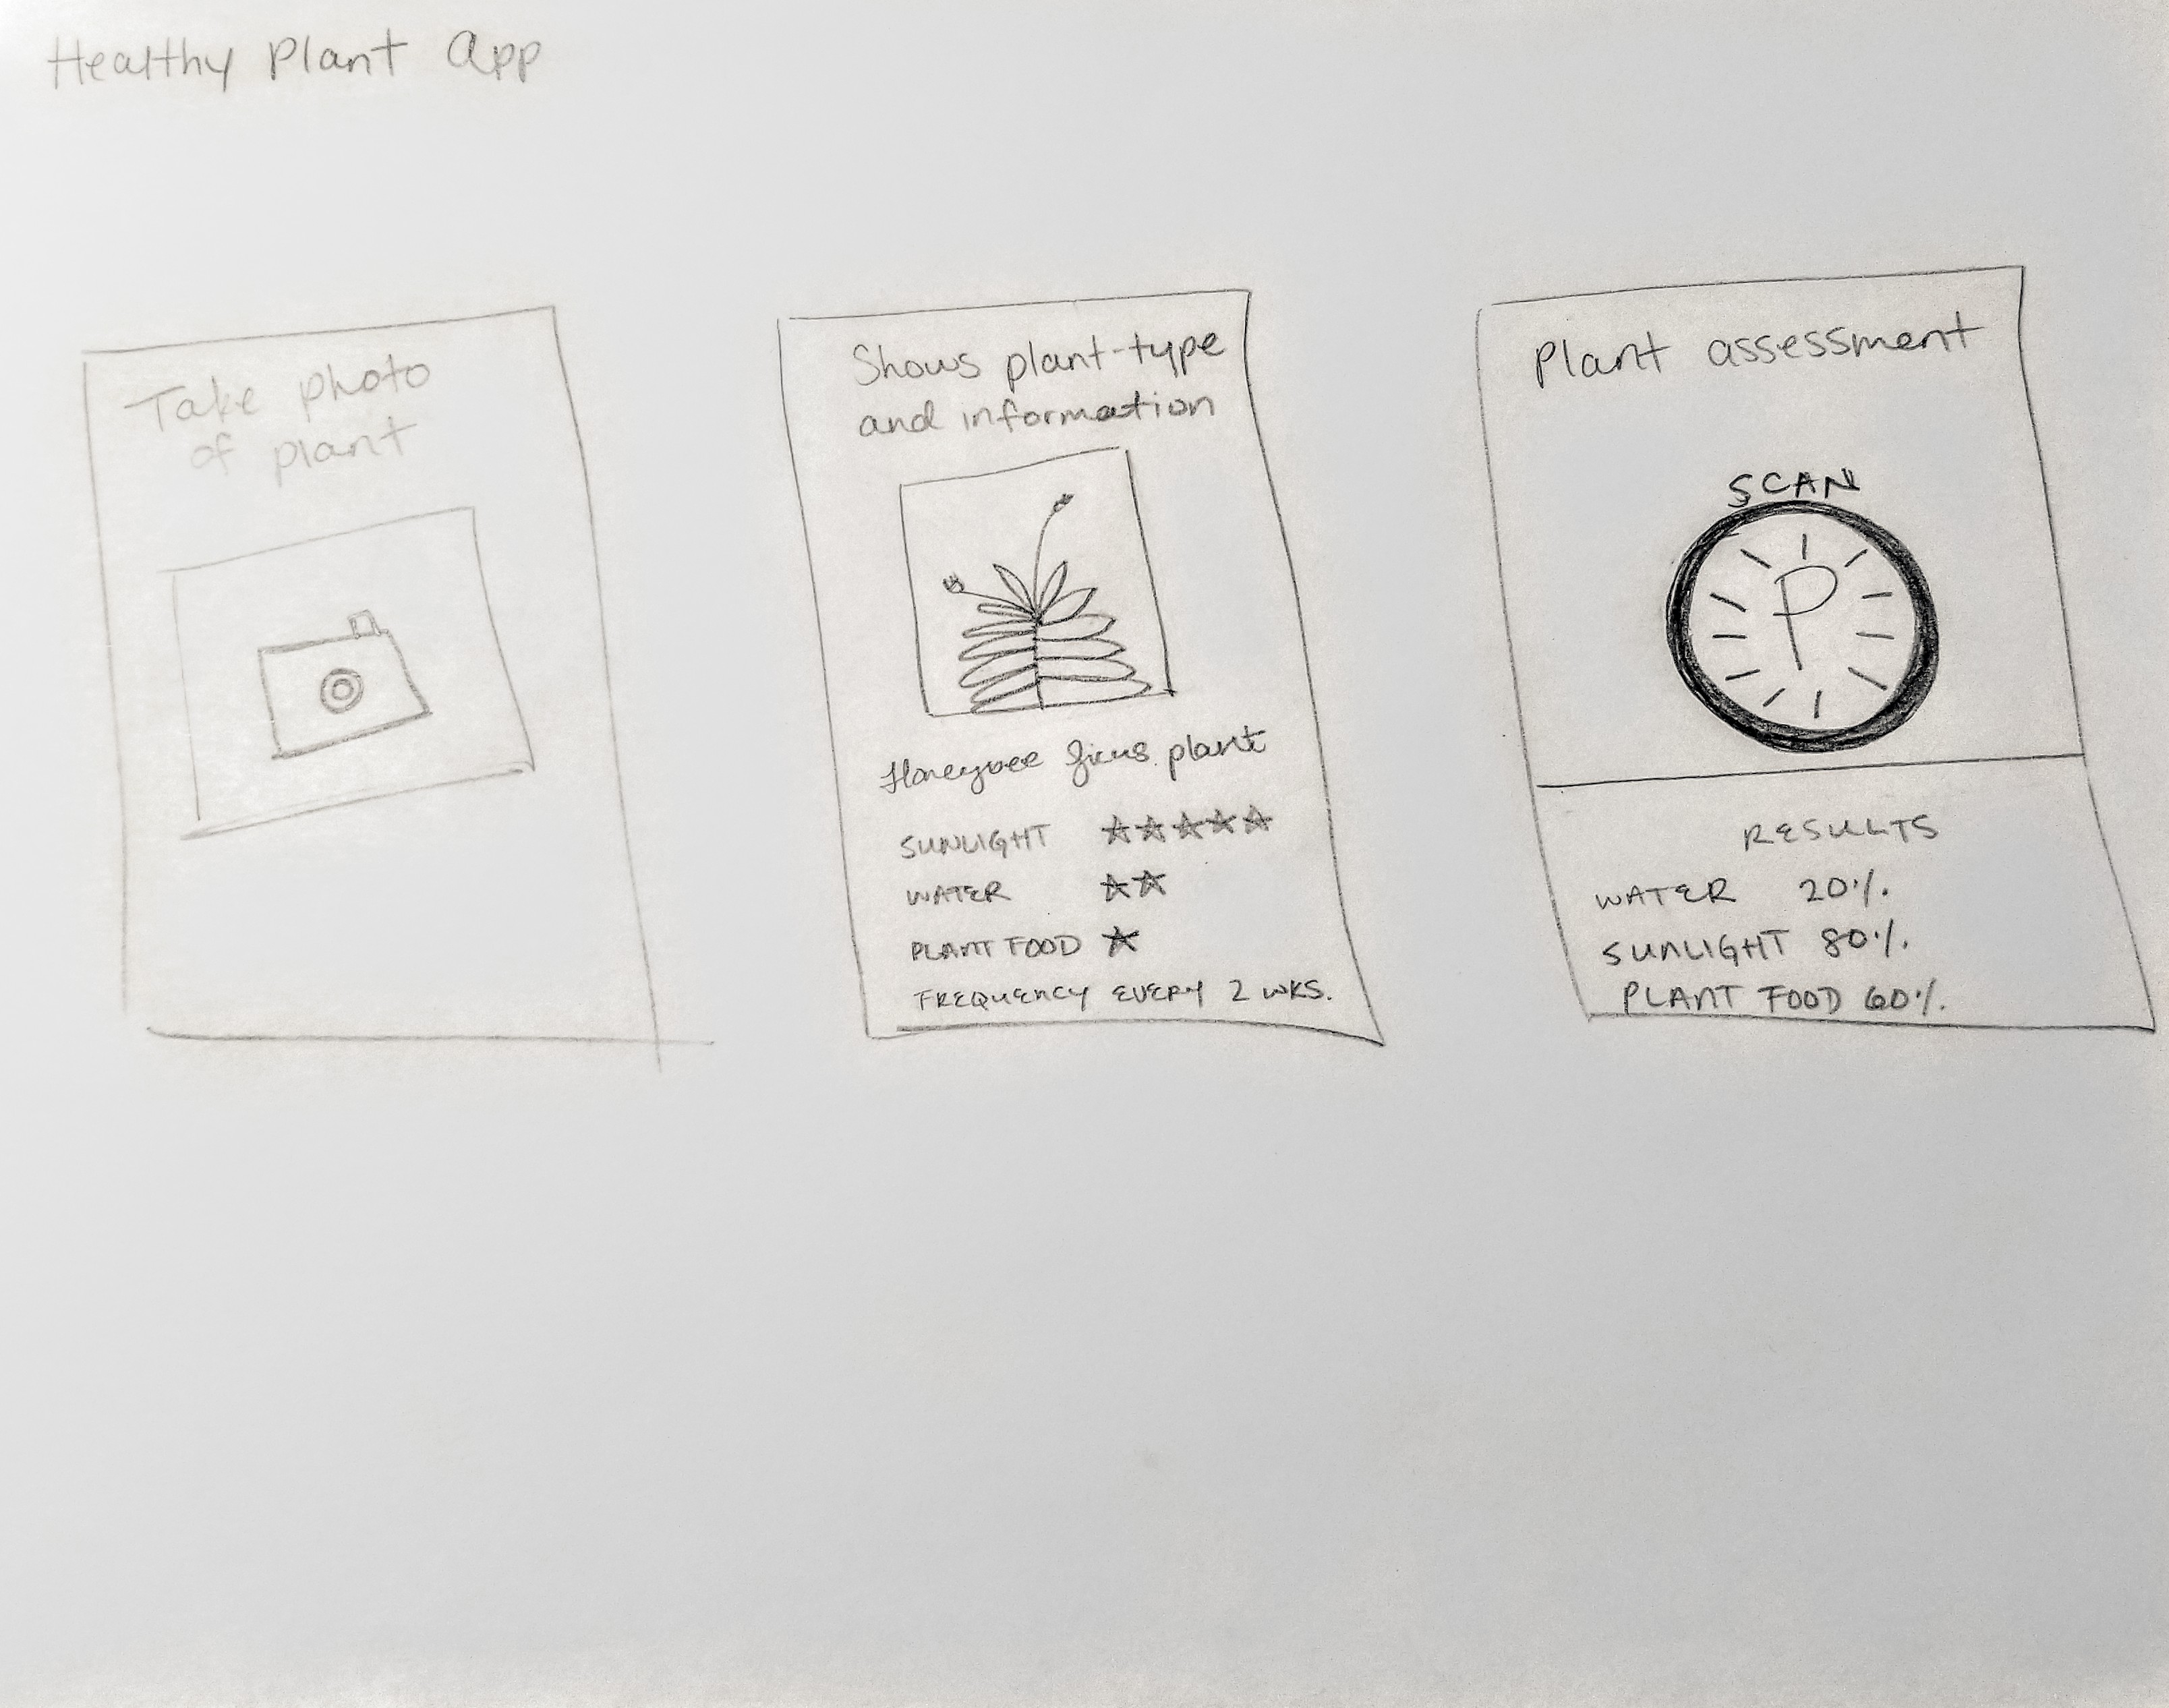 Healthy Plant App
Take photo
of plant
Shows plant-type
and information
Honeybee ficus plant
SUNLIGHT ★★★★★
WATER ★★
PLANT FOOD ★
FREQUENCY EVERY 2 WKS.
Plant assessment
SCAN
P
RESULTS
WATER 20%.
SUNLIGHT 80%.
PLANT FOOD 60%.